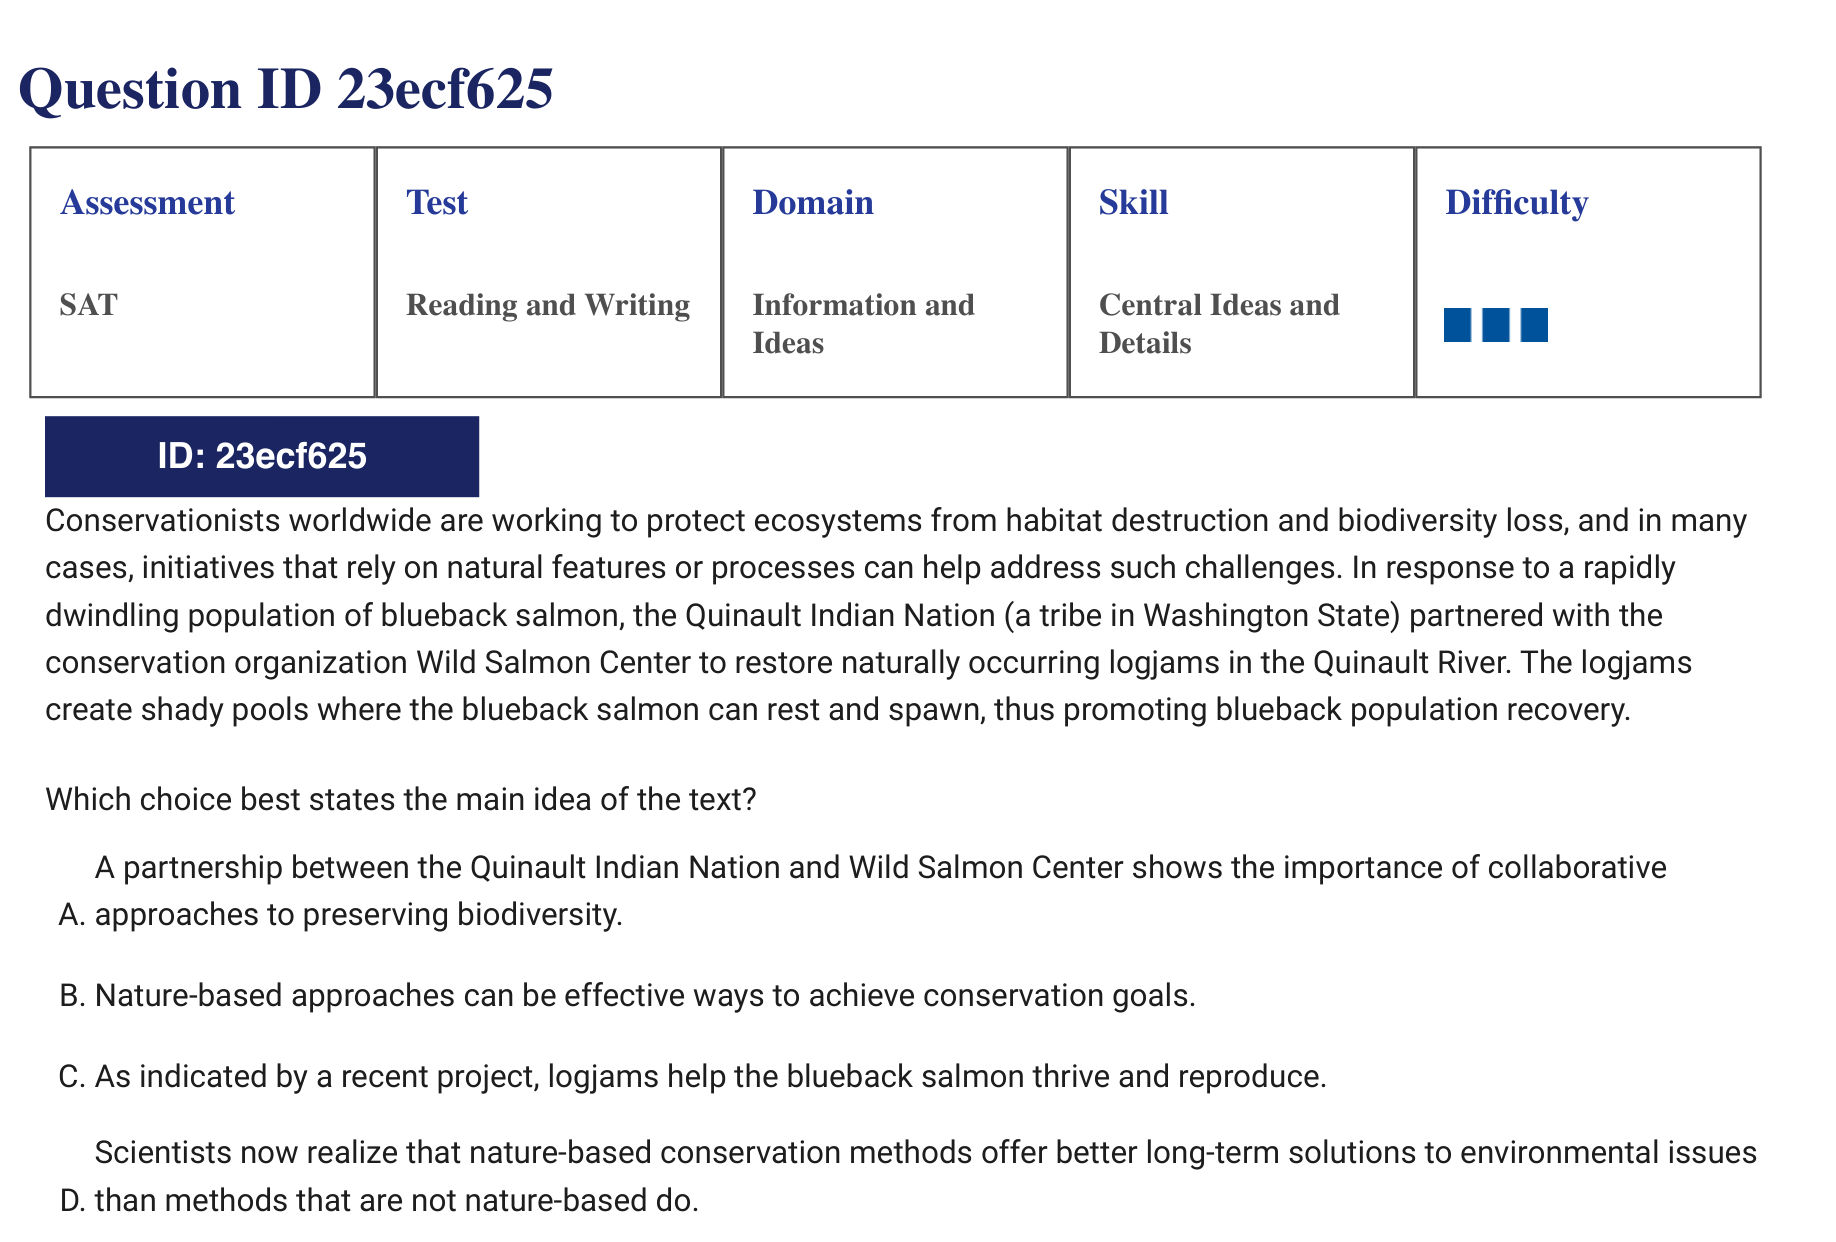 Question ID 23ecf625
Assessment
Test
Domain
Skill
Difficulty
SAT
Reading and Writing
Information and
Ideas
Central Ideas and
Details
ID: 23ecf625
Conservationists worldwide are working to protect ecosystems from habitat destruction and biodiversity loss, and in many
cases, initiatives that rely on natural features or processes can help address such challenges. In response to a rapidly
dwindling population of blueback salmon, the Quinault Indian Nation (a tribe in Washington State) partnered with the
conservation organization Wild Salmon Center to restore naturally occurring logjams in the Quinault River. The logjams
create shady pools where the blueback salmon can rest and spawn, thus promoting blueback population recovery.
Which choice best states the main idea of the text?
A partnership between the Quinault Indian Nation and Wild Salmon Center shows the importance of collaborative
A. approaches to preserving biodiversity.
B. Nature-based approaches can be effective ways to achieve conservation goals.
C. As indicated by a recent project, logjams help the blueback salmon thrive and reproduce.
Scientists now realize that nature-based conservation methods offer better long-term solutions to environmental issues
D. than methods that are not nature-based do.